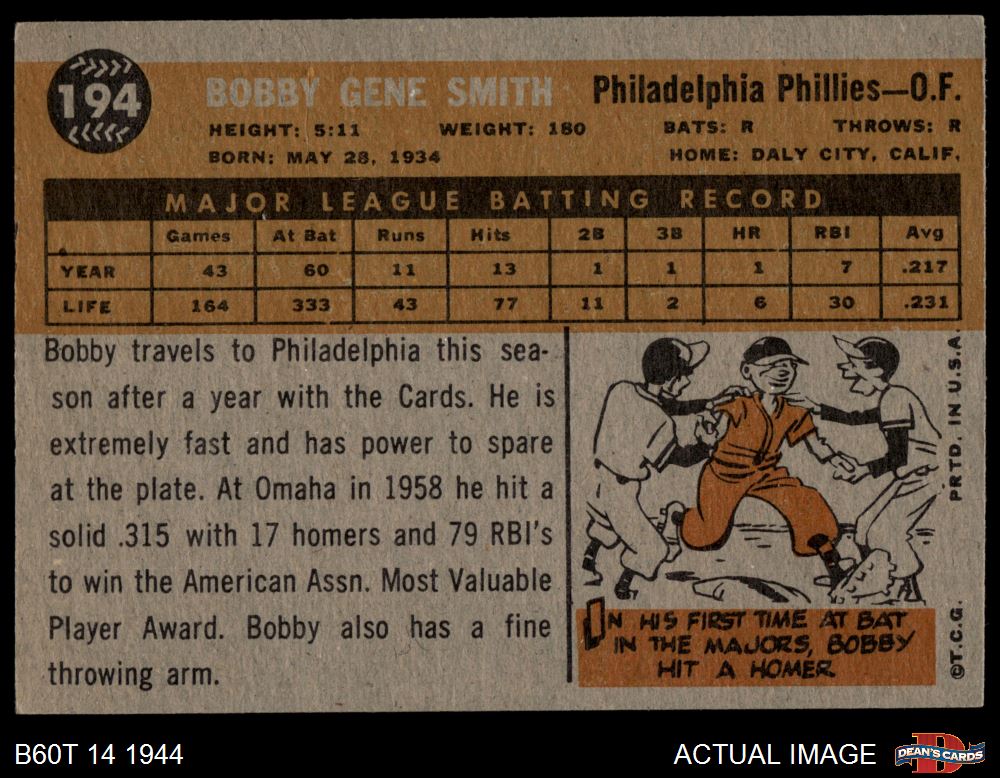 194
BOBBY GENE SMITH Philadelphia Phillies—O.F.
HEIGHT: 5:11 WEIGHT: 180 BATS: R THROWS: R
BORN: MAY 28, 1934 HOME: DALY CITY, CALIF.
MAJOR LEAGUE BATTING RECORD
Games At Bat Runs Hits 2B 3B HR RBI Avg
YEAR 43 60 11 13 1 1 1 7 .217
LIFE 164 333 43 77 11 2 6 30 .231
Bobby travels to Philadelphia this sea-
son after a year with the Cards. He is
extremely fast and has power to spare
at the plate. At Omaha in 1958 he hit a
solid .315 with 17 homers and 79 RBI's
to win the American Assn. Most Valuable
Player Award. Bobby also has a fine
throwing arm.
IN HIS FIRST TIME AT BAT
IN THE MAJORS, BOBBY
HIT A HOMER.
©T.C.G. PRTD. IN U.S.A.
B60T 14 1944 ACTUAL IMAGE
D
DEAN'S CARDS